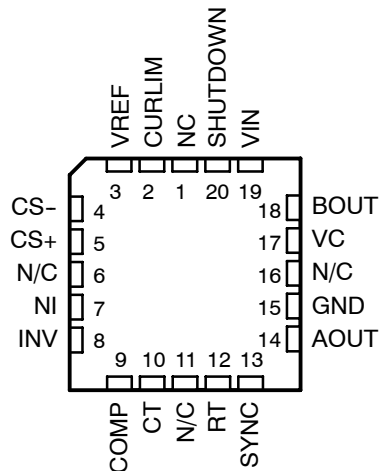 VREF
CURLIM
NC
SHUTDOWN
VIN
3 2 1 20 19
CS– 4
CS+ 5
N/C 6
NI 7
INV 8
18 BOUT
17 VC
16 N/C
15 GND
14 AOUT
9 10 11 12 13
COMP
CT
N/C
RT
SYNC